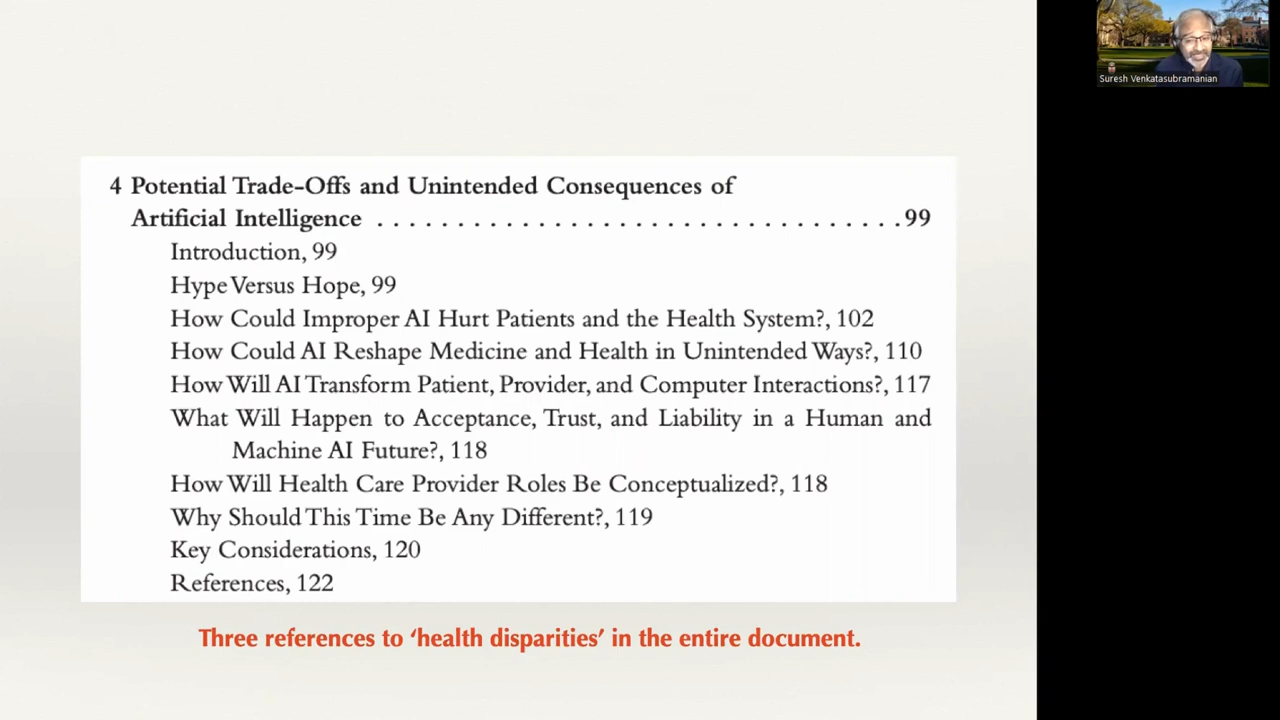 4 Potential Trade-Offs and Unintended Consequences of
Artificial Intelligence . . . . . . . . . . . . . . . . . . . . . . . . . . . . . . . . . 99
Introduction, 99
Hype Versus Hope, 99
How Could Improper AI Hurt Patients and the Health System?, 102
How Could AI Reshape Medicine and Health in Unintended Ways?, 110
How Will AI Transform Patient, Provider, and Computer Interactions?, 117
What Will Happen to Acceptance, Trust, and Liability in a Human and
Machine AI Future?, 118
How Will Health Care Provider Roles Be Conceptualized?, 118
Why Should This Time Be Any Different?, 119
Key Considerations, 120
References, 122
Three references to ‘health disparities’ in the entire document.
Suresh Venkatasubramanian